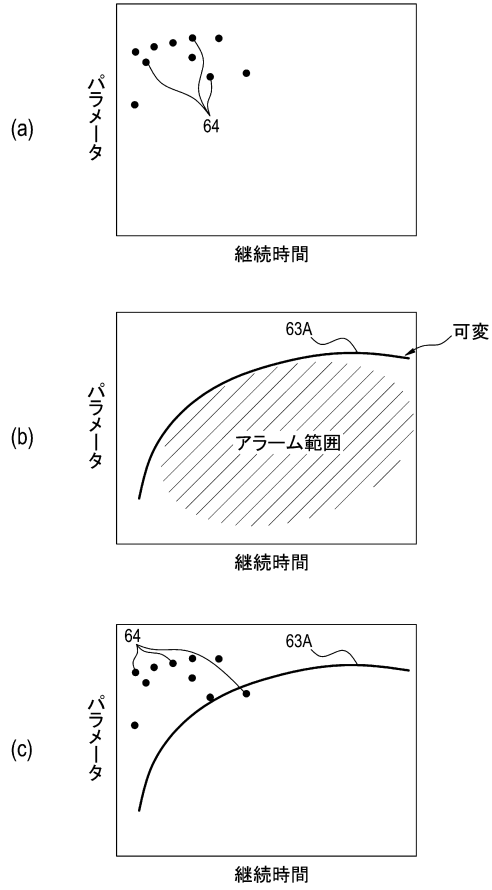 (a)
パラメータ
64
継続時間
63A
可変
(b)
パラメータ
アラーム範囲
継続時間
64
63A
(c)
パラメータ
継続時間